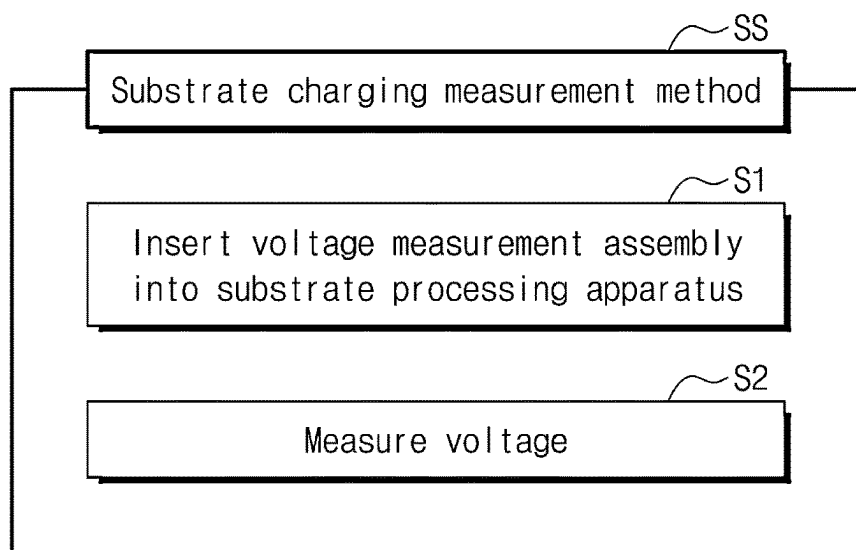 SS
Substrate charging measurement method
S1
Insert voltage measurement assembly
into substrate processing apparatus
S2
Measure voltage